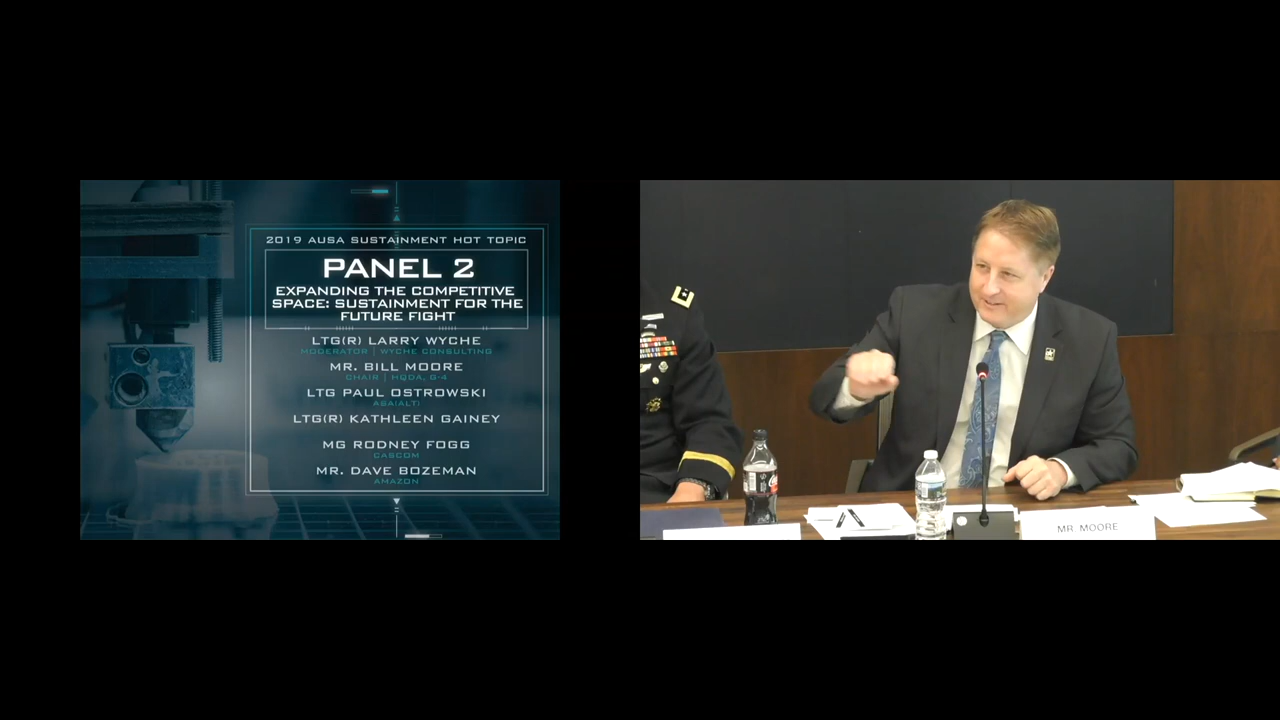 2019 AUSA SUSTAINMENT HOT TOPIC
PANEL 2
EXPANDING THE COMPETITIVE
SPACE: SUSTAINMENT FOR THE
FUTURE FIGHT
LTG(R) LARRY WYCHE
MODERATOR | WYCHE CONSULTING
MR. BILL MOORE
CHAIR | HQDA, G-4
LTG PAUL OSTROWSKI
ASA(ALT)
LTG(R) KATHLEEN GAINEY
MG RODNEY FOGG
CASCOM
MR. DAVE BOZEMAN
AMAZON
MR. MOORE